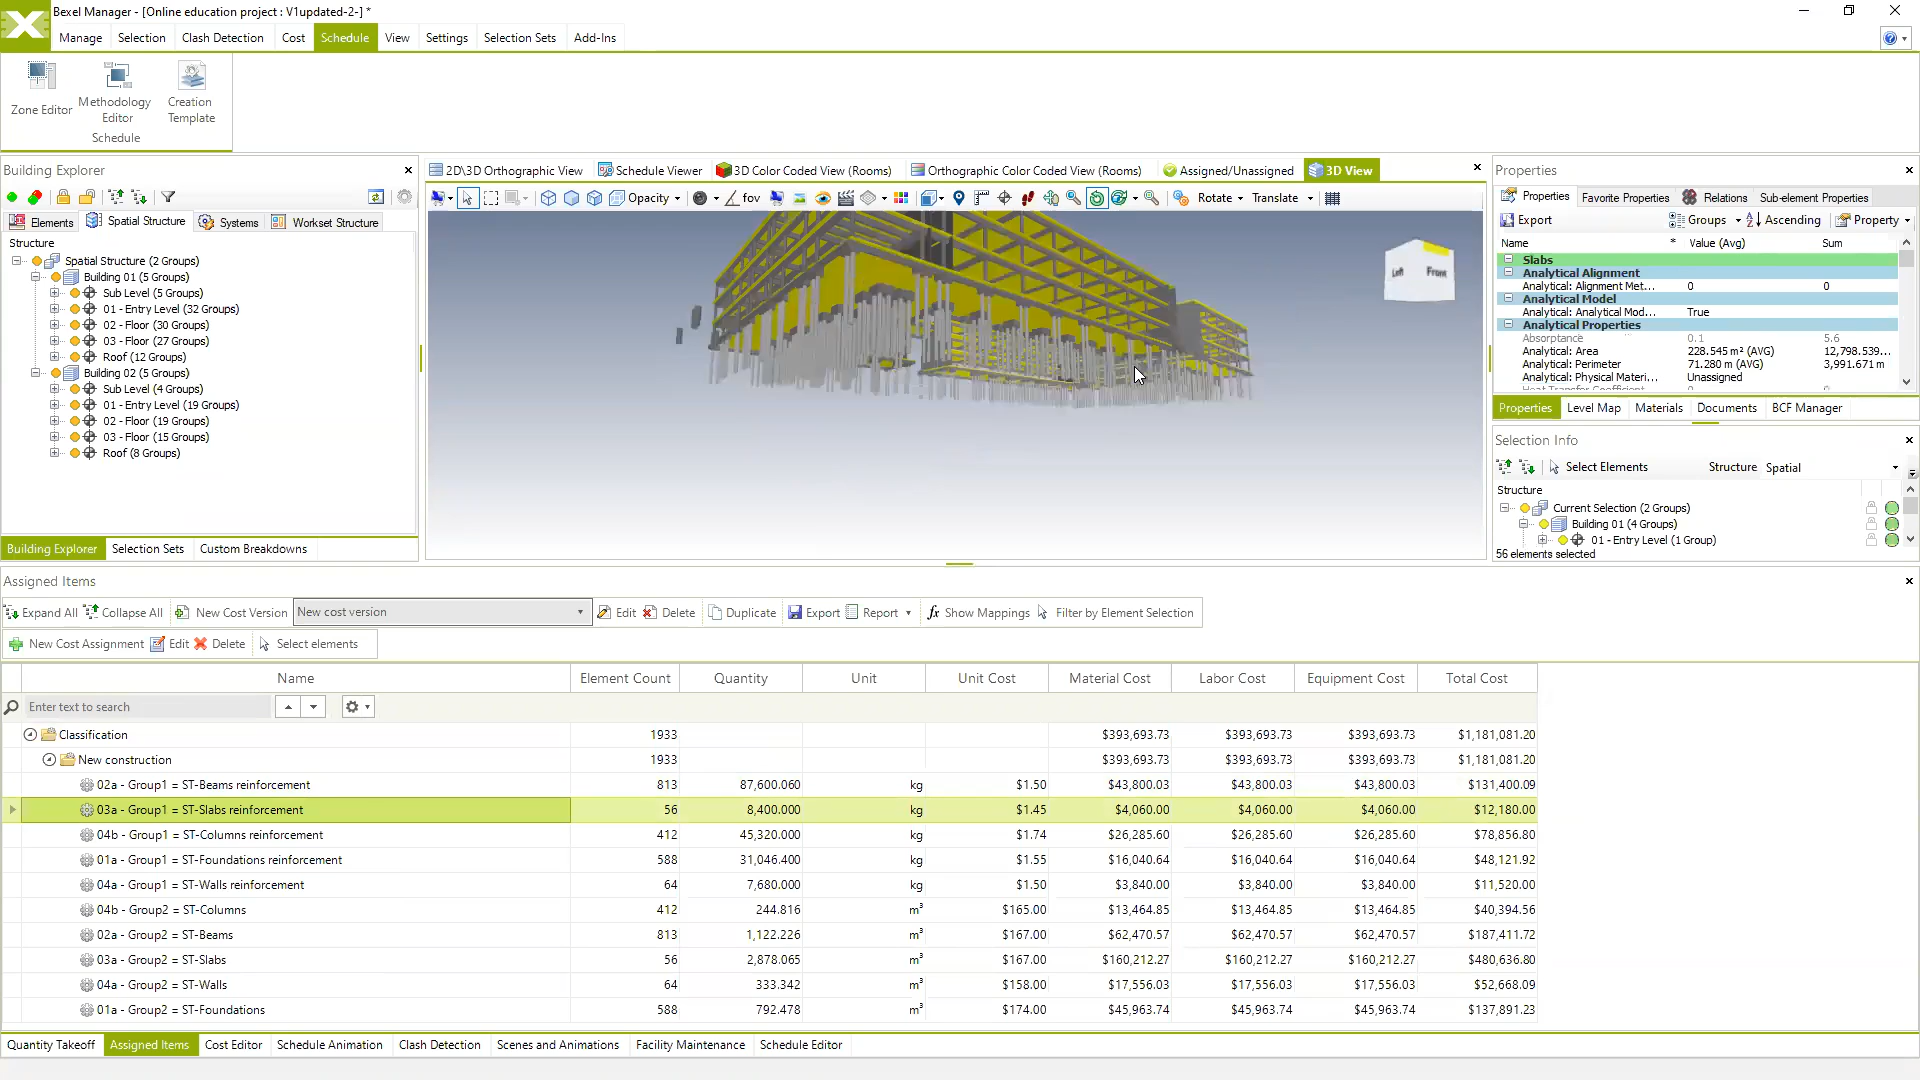 Bexel Manager - [Online education project : V1updated-2-] *
Manage Selection Clash Detection Cost Schedule View Settings Selection Sets Add-Ins
Zone Editor Methodology Editor Creation Template
Schedule
Building Explorer
Elements Spatial Structure Systems Workset Structure
Structure
Spatial Structure (2 Groups)
Building 01 (5 Groups)
Sub Level (5 Groups)
01 - Entry Level (32 Groups)
02 - Floor (30 Groups)
03 - Floor (27 Groups)
Roof (12 Groups)
Building 02 (5 Groups)
Sub Level (4 Groups)
01 - Entry Level (19 Groups)
02 - Floor (19 Groups)
03 - Floor (15 Groups)
Roof (8 Groups)
Building Explorer Selection Sets Custom Breakdowns
2D\3D Orthographic View Schedule Viewer 3D Color Coded View (Rooms) Orthographic Color Coded View (Rooms) Assigned/Unassigned 3D View
Opacity fov Rotate Translate
Left Front
Properties
Properties Favorite Properties Relations Sub-element Properties
Export Groups Ascending Property
Name * Value (Avg) Sum
Slabs
Analytical Alignment
Analytical: Alignment Met... 0 0
Analytical Model
Analytical: Analytical Mod... True
Analytical Properties
Absorptance 0.1 5.6
Analytical: Area 228.545 m² (AVG) 12,798.539...
Analytical: Perimeter 71.280 m (AVG) 3,991.671 m
Analytical: Physical Materi... Unassigned
Properties Level Map Materials Documents BCF Manager
Selection Info
Select Elements Structure Spatial
Structure
Current Selection (2 Groups)
Building 01 (4 Groups)
01 - Entry Level (1 Group)
56 elements selected
Assigned Items
Expand All Collapse All New Cost Version New cost version Edit Delete Duplicate Export Report fx Show Mappings Filter by Element Selection
New Cost Assignment Edit Delete Select elements
Name Element Count Quantity Unit Unit Cost Material Cost Labor Cost Equipment Cost Total Cost
Enter text to search
Classification 1933 $393,693.73 $393,693.73 $393,693.73 $1,181,081.20
New construction 1933 $393,693.73 $393,693.73 $393,693.73 $1,181,081.20
02a - Group1 = ST-Beams reinforcement 813 87,600.060 kg $1.50 $43,800.03 $43,800.03 $43,800.03 $131,400.09
03a - Group1 = ST-Slabs reinforcement 56 8,400.000 kg $1.45 $4,060.00 $4,060.00 $4,060.00 $12,180.00
04b - Group1 = ST-Columns reinforcement 412 45,320.000 kg $1.74 $26,285.60 $26,285.60 $26,285.60 $78,856.80
01a - Group1 = ST-Foundations reinforcement 588 31,046.400 kg $1.55 $16,040.64 $16,040.64 $16,040.64 $48,121.92
04a - Group1 = ST-Walls reinforcement 64 7,680.000 kg $1.50 $3,840.00 $3,840.00 $3,840.00 $11,520.00
04b - Group2 = ST-Columns 412 244.816 m³ $165.00 $13,464.85 $13,464.85 $13,464.85 $40,394.56
02a - Group2 = ST-Beams 813 1,122.226 m³ $167.00 $62,470.57 $62,470.57 $62,470.57 $187,411.72
03a - Group2 = ST-Slabs 56 2,878.065 m³ $167.00 $160,212.27 $160,212.27 $160,212.27 $480,636.80
04a - Group2 = ST-Walls 64 333.342 m³ $158.00 $17,556.03 $17,556.03 $17,556.03 $52,668.09
01a - Group2 = ST-Foundations 588 792.478 m³ $174.00 $45,963.74 $45,963.74 $45,963.74 $137,891.23
Quantity Takeoff Assigned Items Cost Editor Schedule Animation Clash Detection Scenes and Animations Facility Maintenance Schedule Editor